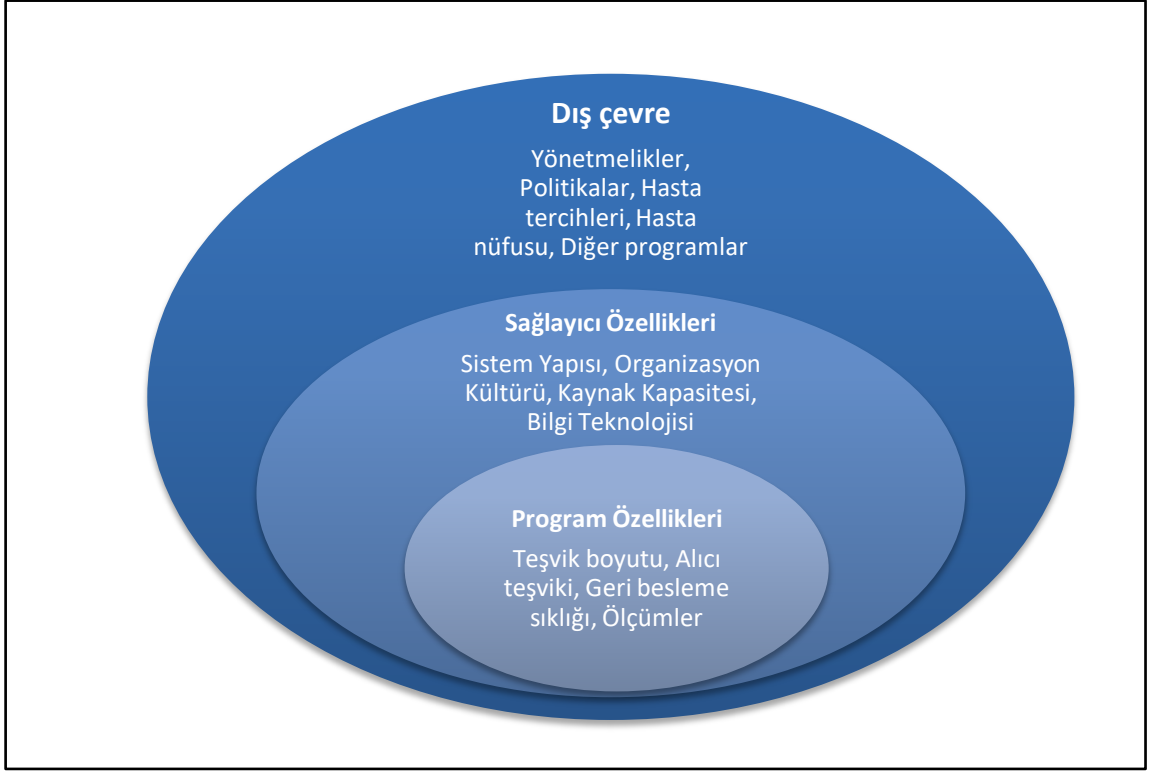 Dış çevre
Yönetmelikler,
Politikalar, Hasta
tercihleri, Hasta
nüfusu, Diğer programlar
Sağlayıcı Özellikleri
Sistem Yapısı, Organizasyon
Kültürü, Kaynak Kapasitesi,
Bilgi Teknolojisi
Program Özellikleri
Teşvik boyutu, Alıcı
teşviki, Geri besleme
sıklığı, Ölçümler